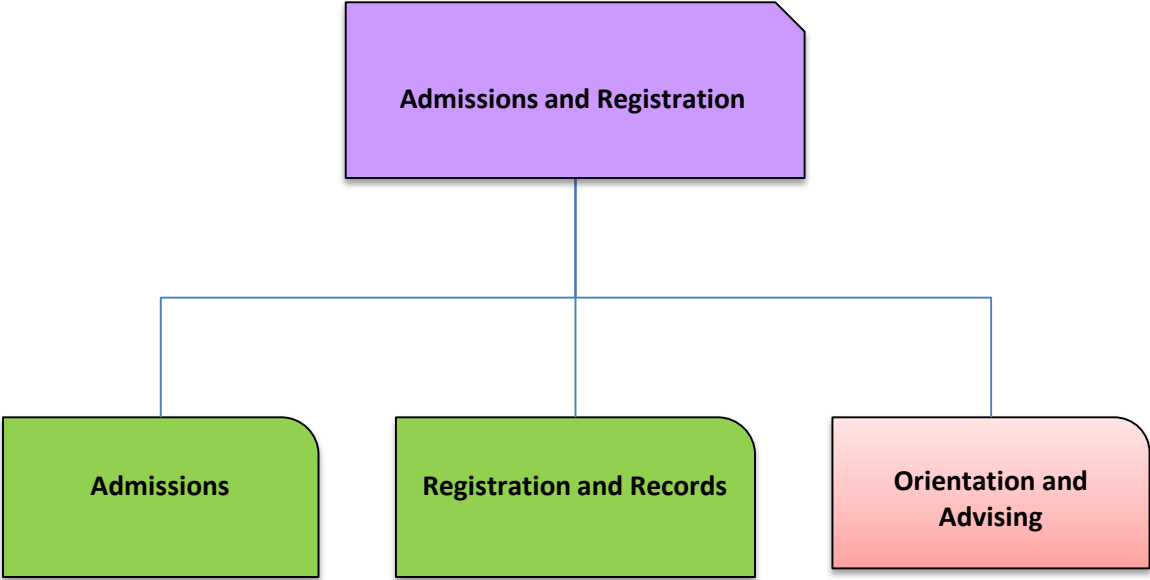 Admissions and Registration
Admissions
Registration and Records
Orientation and
Advising